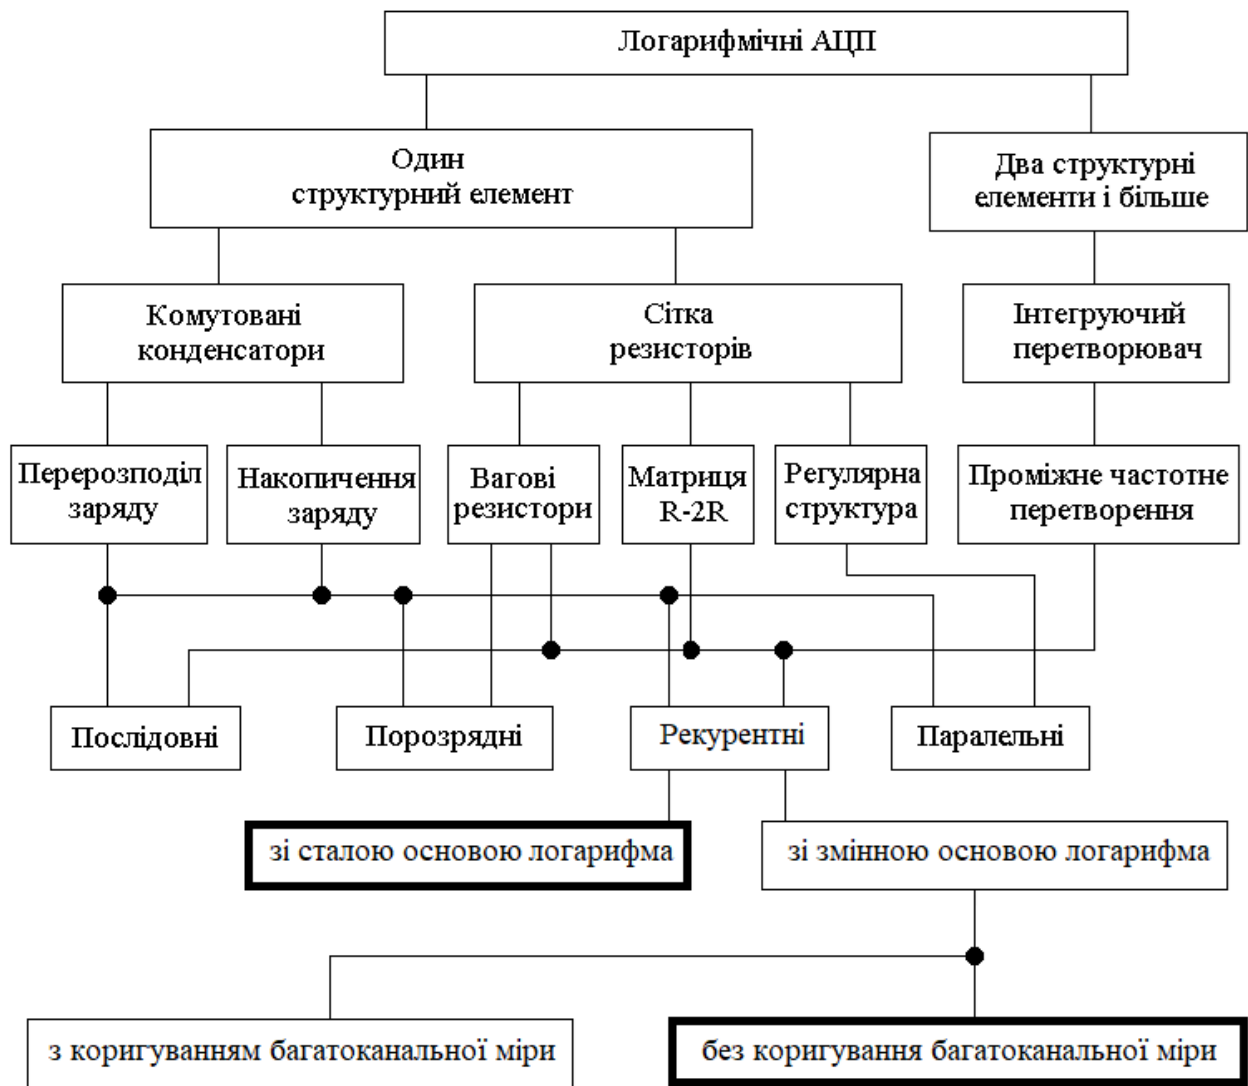 Логарифмічні АЦП
Один
структурний елемент
Два структурні
елементи і більше
Комутовані
конденсатори
Сітка
резисторів
Інтегруючий
перетворювач
Перерозподіл
заряду
Накопичення
заряду
Вагові
резистори
Матриця
R-2R
Регулярна
структура
Проміжне частотне
перетворення
Послідовні
Порозрядні
Рекурентні
Паралельні
зі сталою основою логарифма
зі змінною основою логарифма
з коригуванням багатоканальної міри
без коригування багатоканальної міри